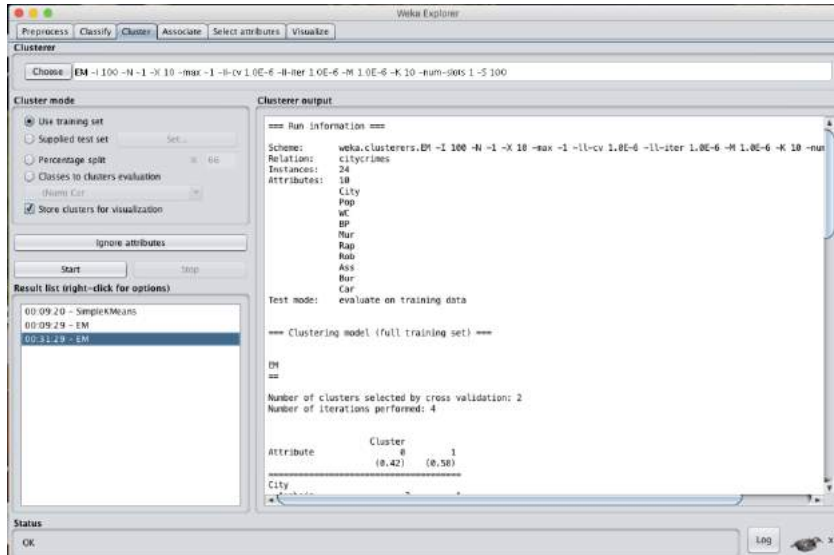 Weka Explorer
Preprocess Classify Cluster Associate Select attributes Visualize
Clusterer
Choose EM -I 100 -N -1 -X 10 -max -1 -ll-cv 1.0E-6 -ll-iter 1.0E-6 -M 1.0E-6 -K 10 -num-slots 1 -S 100
Cluster mode
Use training set
Supplied test set Set...
Percentage split % 66
Classes to clusters evaluation
(Num) Car
Store clusters for visualization
Ignore attributes
Start Stop
Result list (right-click for options)
00:09:20 - SimpleKMeans
00:09:29 - EM
00:31:29 - EM
Clusterer output
=== Run information ===
Scheme: weka.clusterers.EM -I 100 -N -1 -X 10 -max -1 -ll-cv 1.0E-6 -ll-iter 1.0E-6 -M 1.0E-6 -K 10 -num
Relation: citycrimes
Instances: 24
Attributes: 10
City
Pop
WC
BP
Mur
Rap
Rob
Ass
Bur
Car
Test mode: evaluate on training data
=== Clustering model (full training set) ===
EM
==
Number of clusters selected by cross validation: 2
Number of iterations performed: 4
Cluster
Attribute 0 1
(0.42) (0.58)
======================================
City
Status
OK
Log
x